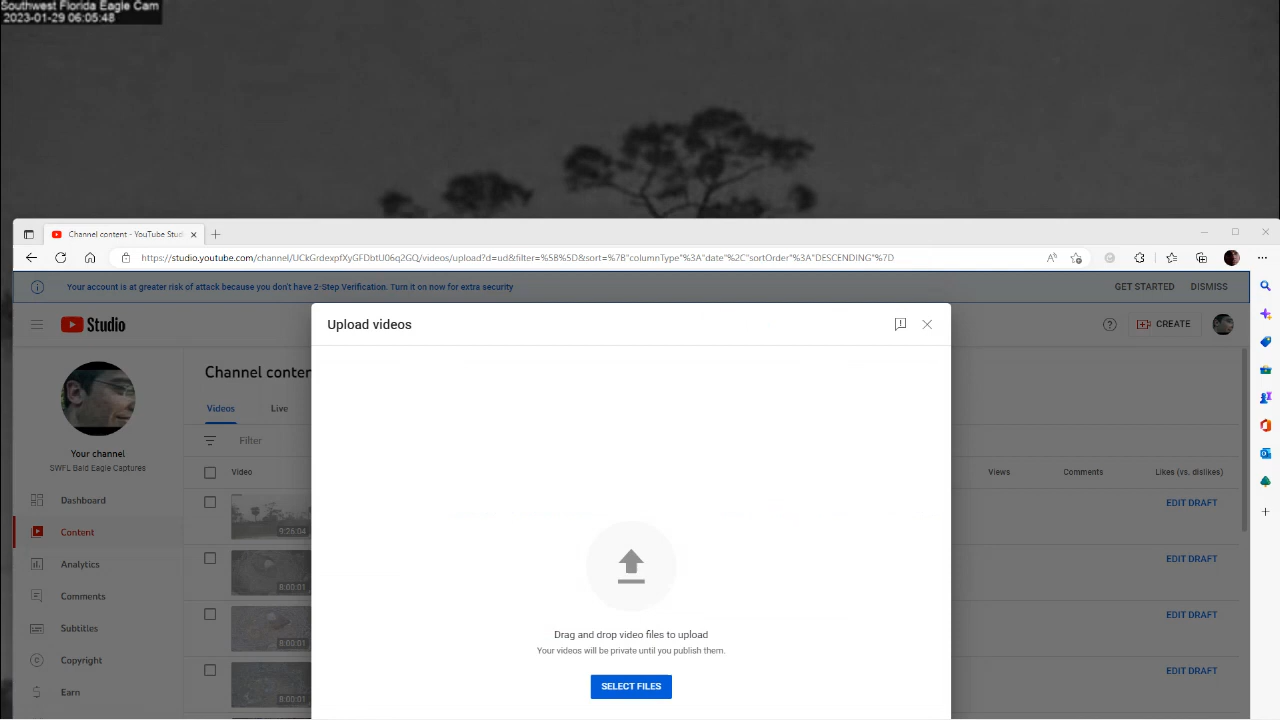 Southwest Florida Eagle Cam
2023-01-29 06:05:48
Channel content - YouTube Stud
https://studio.youtube.com/channel/UCkGrdexpfXyGFDbtU06q2GQ/videos/upload?d=ud&filter=%5B%5D&sort=%7B"columnType"%3A"date"%2C"sortOrder"%3A"DESCENDING"%7D
Your account is at greater risk of attack because you don't have 2-Step Verification. Turn it on now for extra security
GET STARTED
DISMISS
Studio
CREATE
Upload videos
Channel conten
Videos
Live
Filter
Your channel
SWFL Bald Eagle Captures
Dashboard
Content
Analytics
Comments
Subtitles
Copyright
Earn
Video
Views
Comments
Likes (vs. dislikes)
9:26:04
EDIT DRAFT
8:00:01
EDIT DRAFT
8:00:01
EDIT DRAFT
8:00:01
EDIT DRAFT
Drag and drop video files to upload
Your videos will be private until you publish them.
SELECT FILES